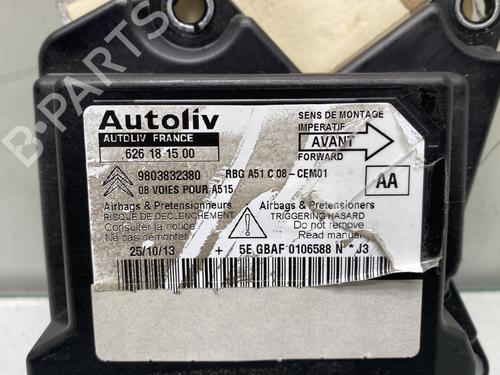 Autoliv
AUTOLIV FRANCE
626 18 15 00
SENS DE MONTAGE
IMPERATIF
AVANT
FORWARD
9803832380
RBG A51 C 08-CEM01
08 VOIES POUR A515
AA
Airbags & Pretensionneurs
RISQUE DE DECLENCHEMENT
Consulter la notice
Ne pas démonter
Airbags & Pretensioners
TRIGGERING HASARD
Do not remove
Read manual
25/10/13 + 5E GBAF 0106588 N * J3
B-PARTS